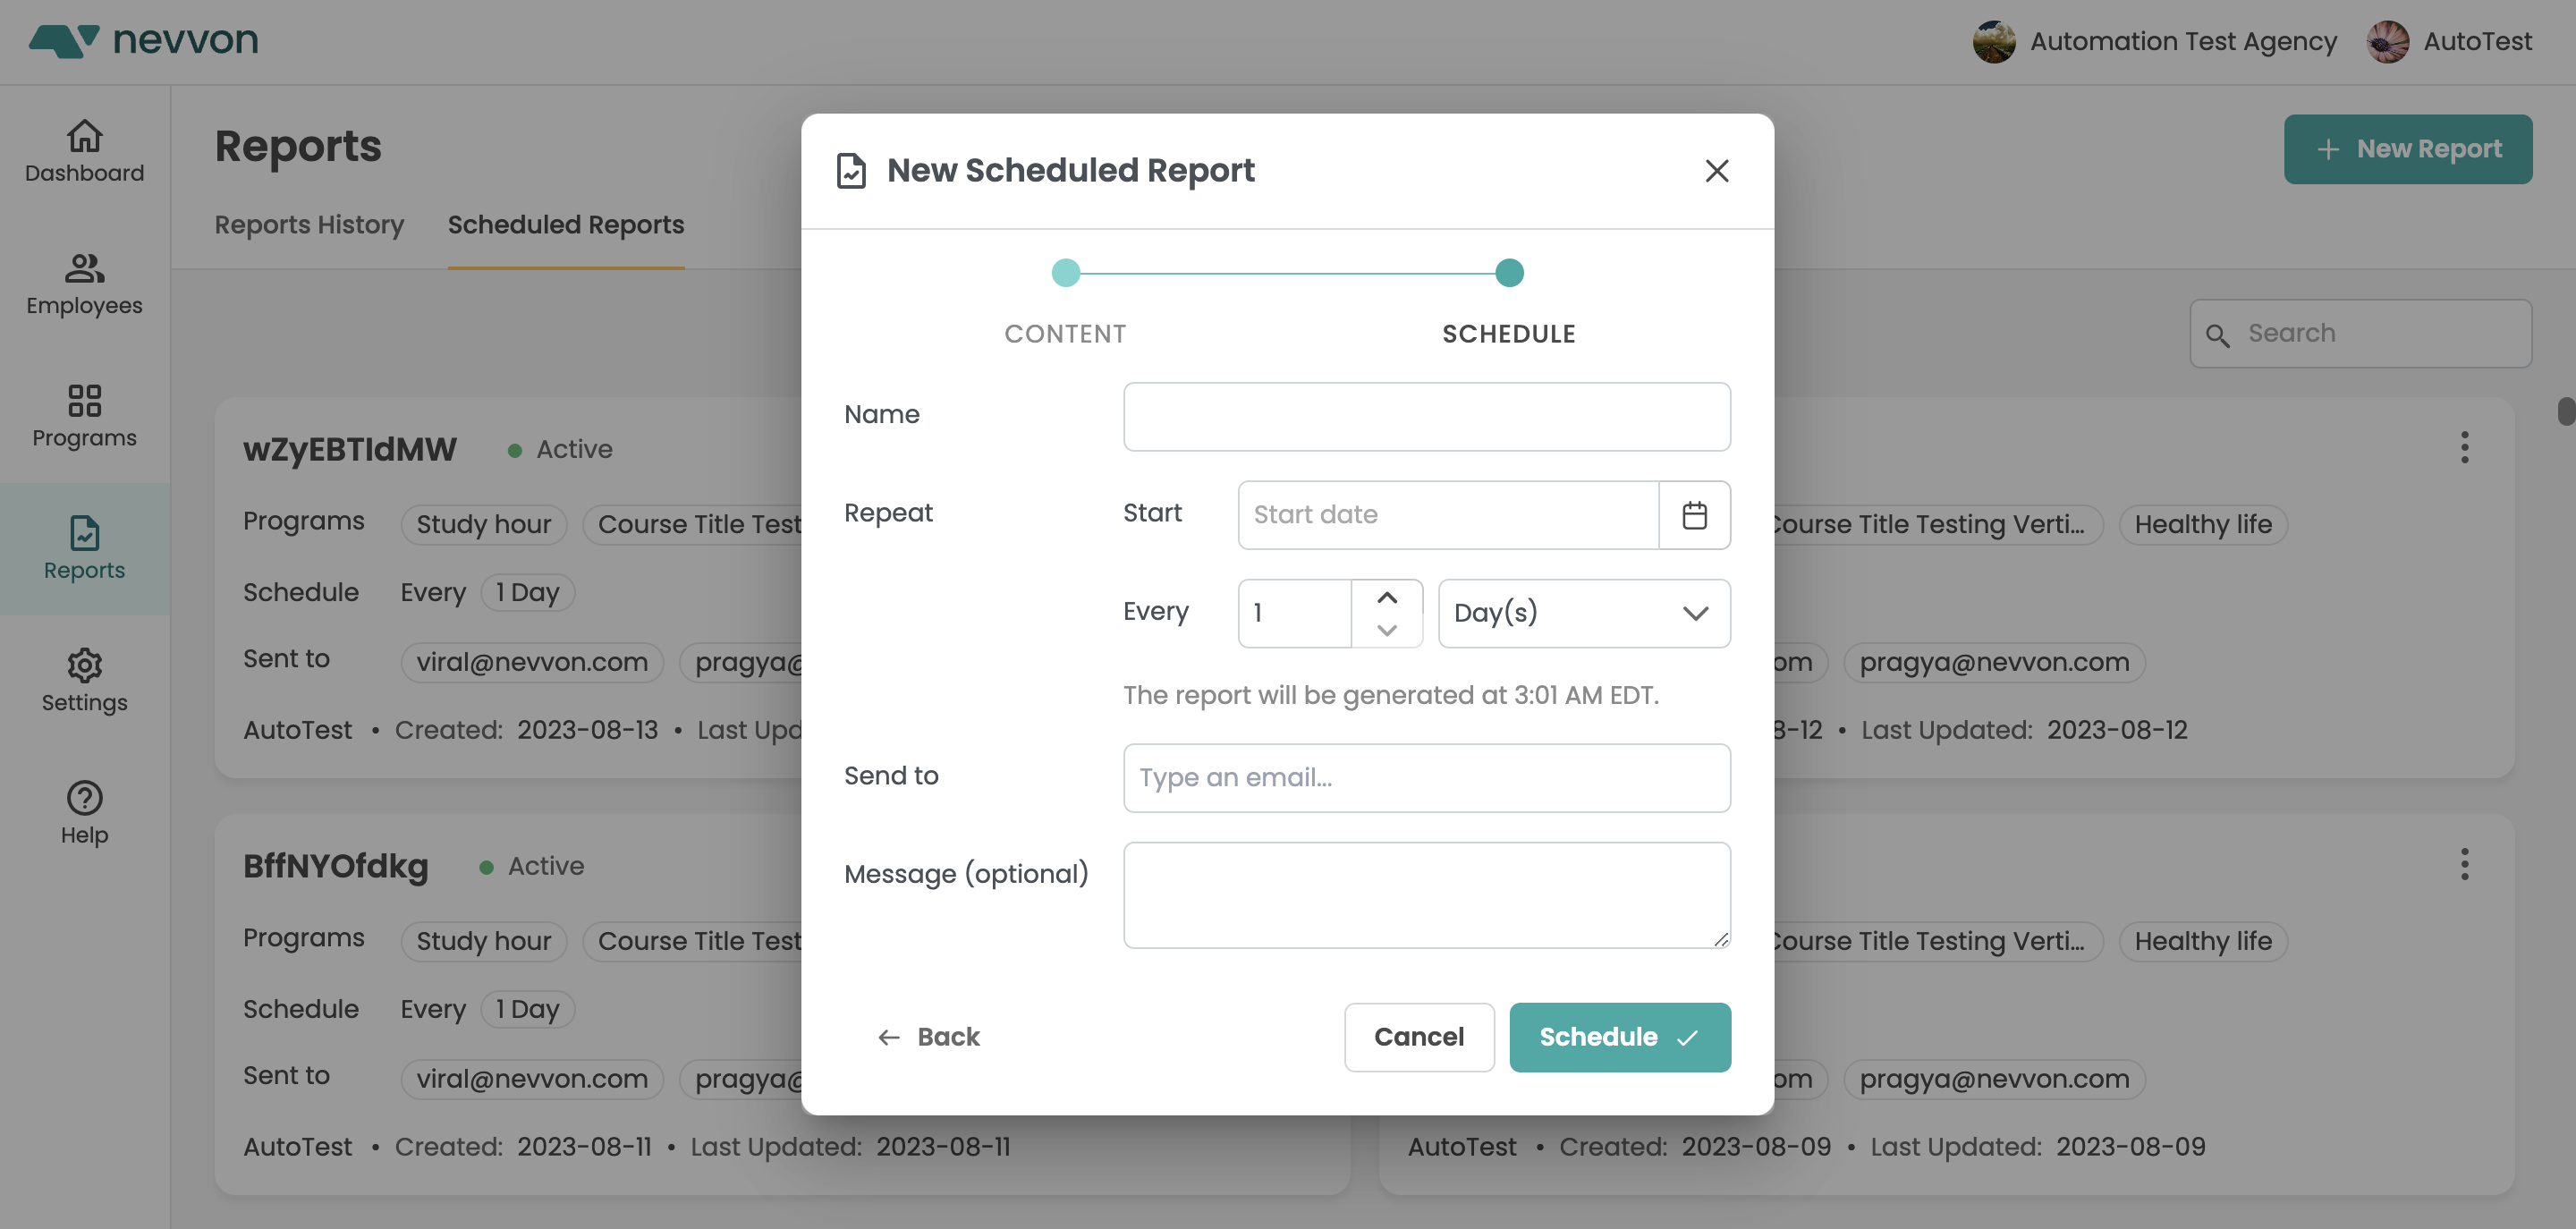 nevvon
Automation Test Agency
AutoTest
Dashboard
Employees
Programs
Reports
Settings
Help
Reports
New Report
Reports History
Scheduled Reports
Search
wZyEBTIdMW
Active
Programs
Study hour
Course Title Test
Schedule
Every
1 Day
Sent to
viral@nevvon.com
pragya@
AutoTest • Created: 2023-08-13 • Last Upd
Course Title Testing Verti...
Healthy life
om
pragya@nevvon.com
8-12 • Last Updated: 2023-08-12
BffNYOfdkg
Active
Programs
Study hour
Course Title Test
Schedule
Every
1 Day
Sent to
viral@nevvon.com
pragya@
AutoTest • Created: 2023-08-11 • Last Updated: 2023-08-11
Course Title Testing Verti...
Healthy life
om
pragya@nevvon.com
AutoTest • Created: 2023-08-09 • Last Updated: 2023-08-09
New Scheduled Report
CONTENT
SCHEDULE
Name
Repeat
Start
Start date
Every
1
Day(s)
The report will be generated at 3:01 AM EDT.
Send to
Type an email...
Message (optional)
Back
Cancel
Schedule